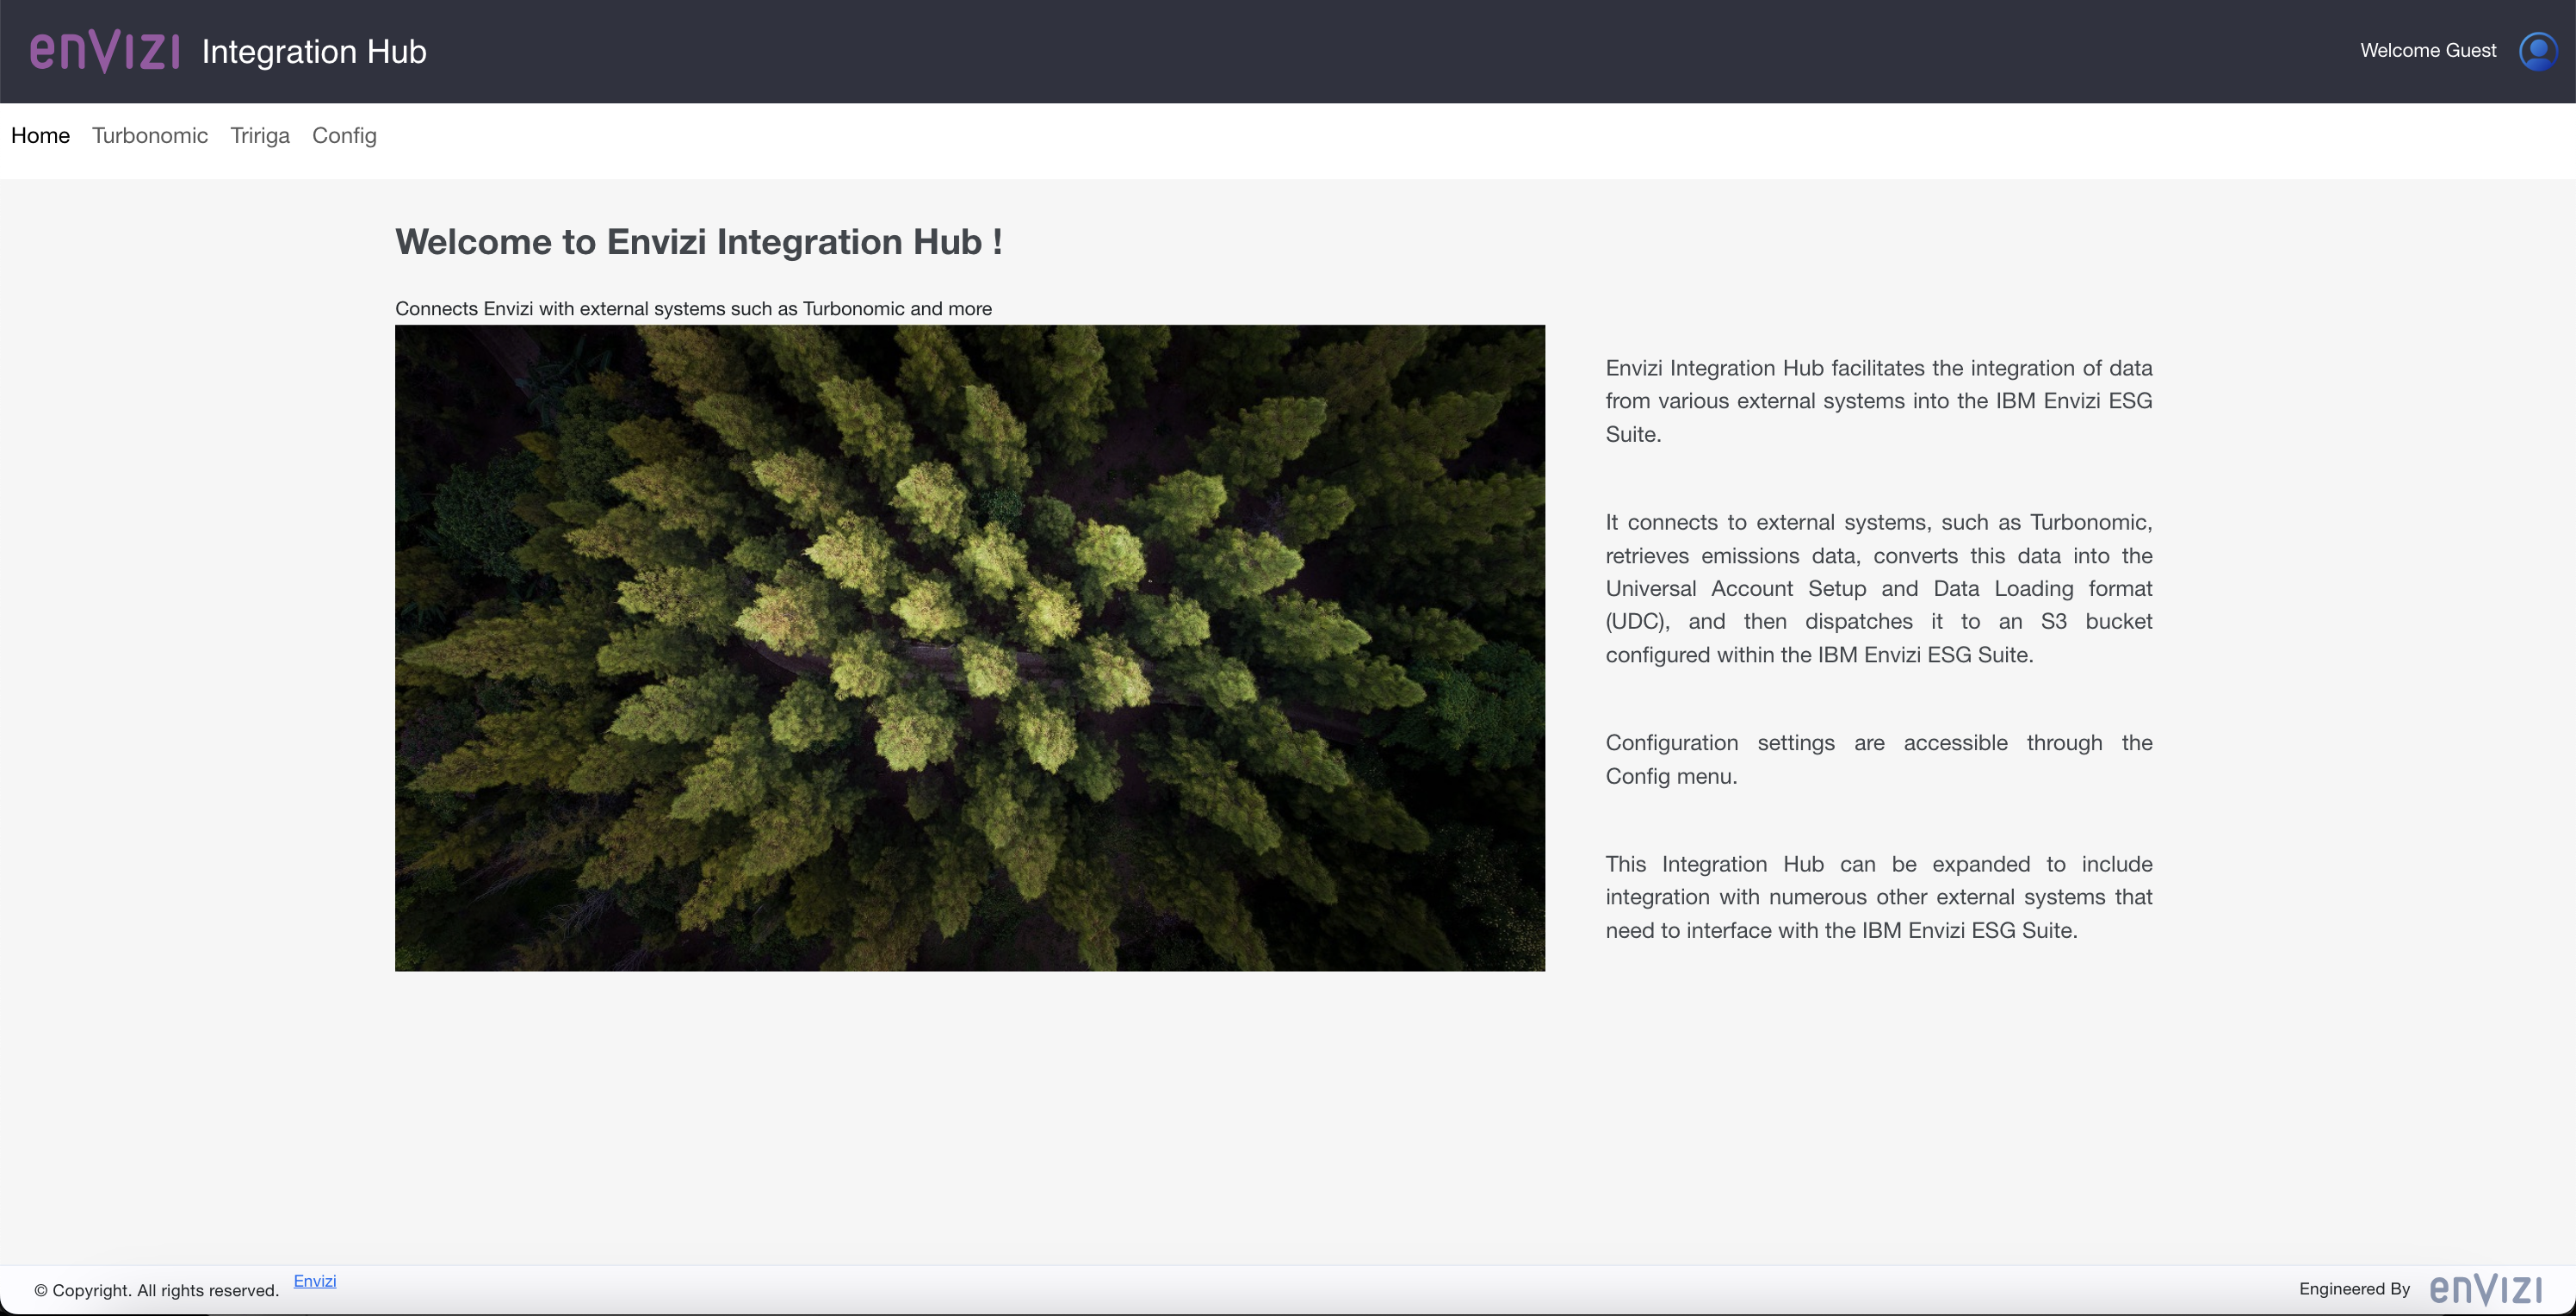 enVizi Integration Hub
Welcome Guest
Home Turbonomic Tririga Config
Welcome to Envizi Integration Hub !
Connects Envizi with external systems such as Turbonomic and more
Envizi Integration Hub facilitates the integration of data
from various external systems into the IBM Envizi ESG
Suite.
It connects to external systems, such as Turbonomic,
retrieves emissions data, converts this data into the
Universal Account Setup and Data Loading format
(UDC), and then dispatches it to an S3 bucket
configured within the IBM Envizi ESG Suite.
Configuration settings are accessible through the
Config menu.
This Integration Hub can be expanded to include
integration with numerous other external systems that
need to interface with the IBM Envizi ESG Suite.
© Copyright. All rights reserved. Envizi
Engineered By enVizi